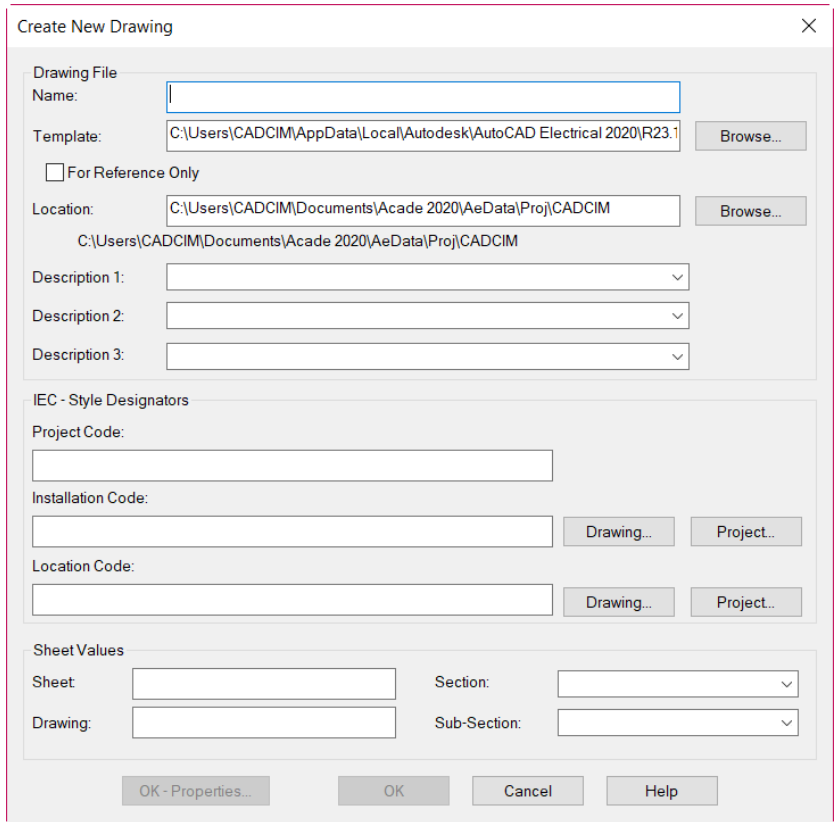 Create New Drawing
Drawing File
Name:
Template: C:\Users\CADCIM\AppData\Local\Autodesk\AutoCAD Electrical 2020\R23.1 Browse...
For Reference Only
Location: C:\Users\CADCIM\Documents\Acade 2020\AeData\Proj\CADCIM Browse...
C:\Users\CADCIM\Documents\Acade 2020\AeData\Proj\CADCIM
Description 1:
Description 2:
Description 3:
IEC - Style Designators
Project Code:
Installation Code:
Drawing... Project...
Location Code:
Drawing... Project...
Sheet Values
Sheet: Section:
Drawing: Sub-Section:
OK - Properties... OK Cancel Help